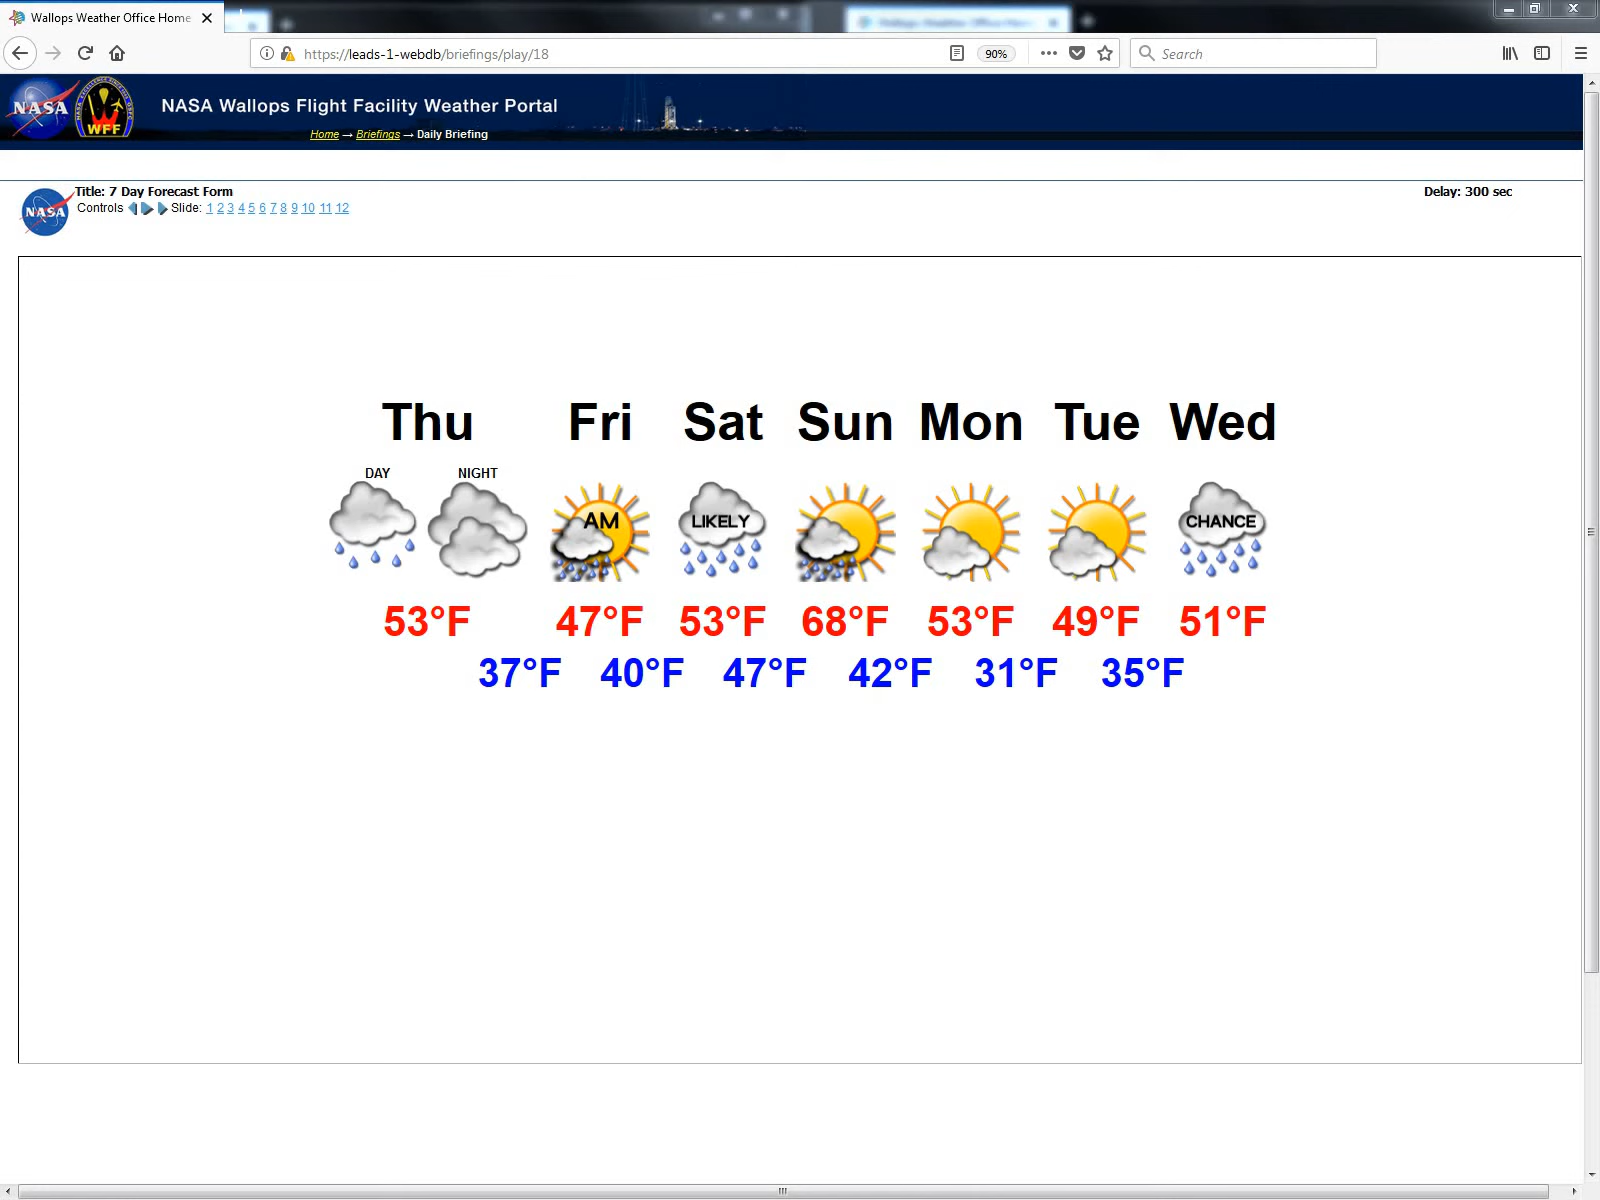 Wallops Weather Office Home
https://leads-1-webdb/briefings/play/18
90%
Search
NASA
WFF
NASA Wallops Flight Facility Weather Portal
Home → Briefings → Daily Briefing
NASA
Title: 7 Day Forecast Form
Delay: 300 sec
Controls Slide: 1 2 3 4 5 6 7 8 9 10 11 12
Thu Fri Sat Sun Mon Tue Wed
DAY NIGHT
AM LIKELY CHANCE
53°F 47°F 53°F 68°F 53°F 49°F 51°F
37°F 40°F 47°F 42°F 31°F 35°F